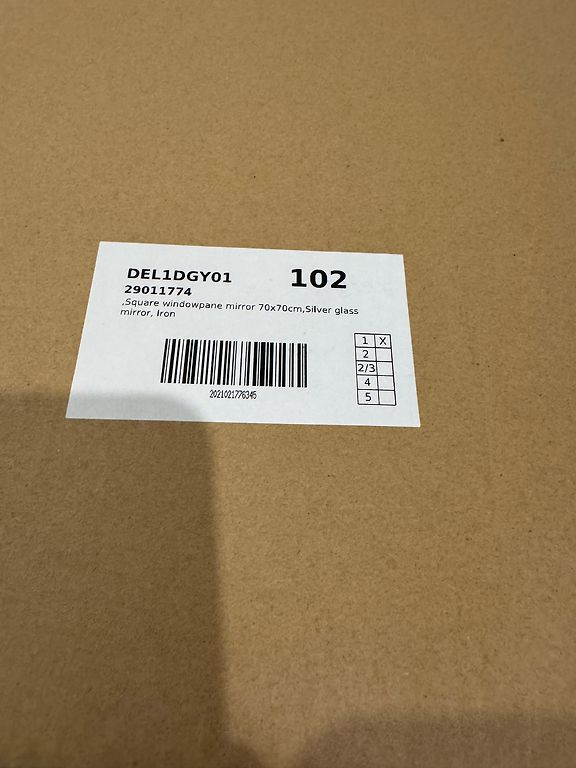 DEL1DGY01 102
29011774
,Square windowpane mirror 70x70cm,Silver glass
mirror, Iron
1 X
2
2/3
4
5
2021021776345